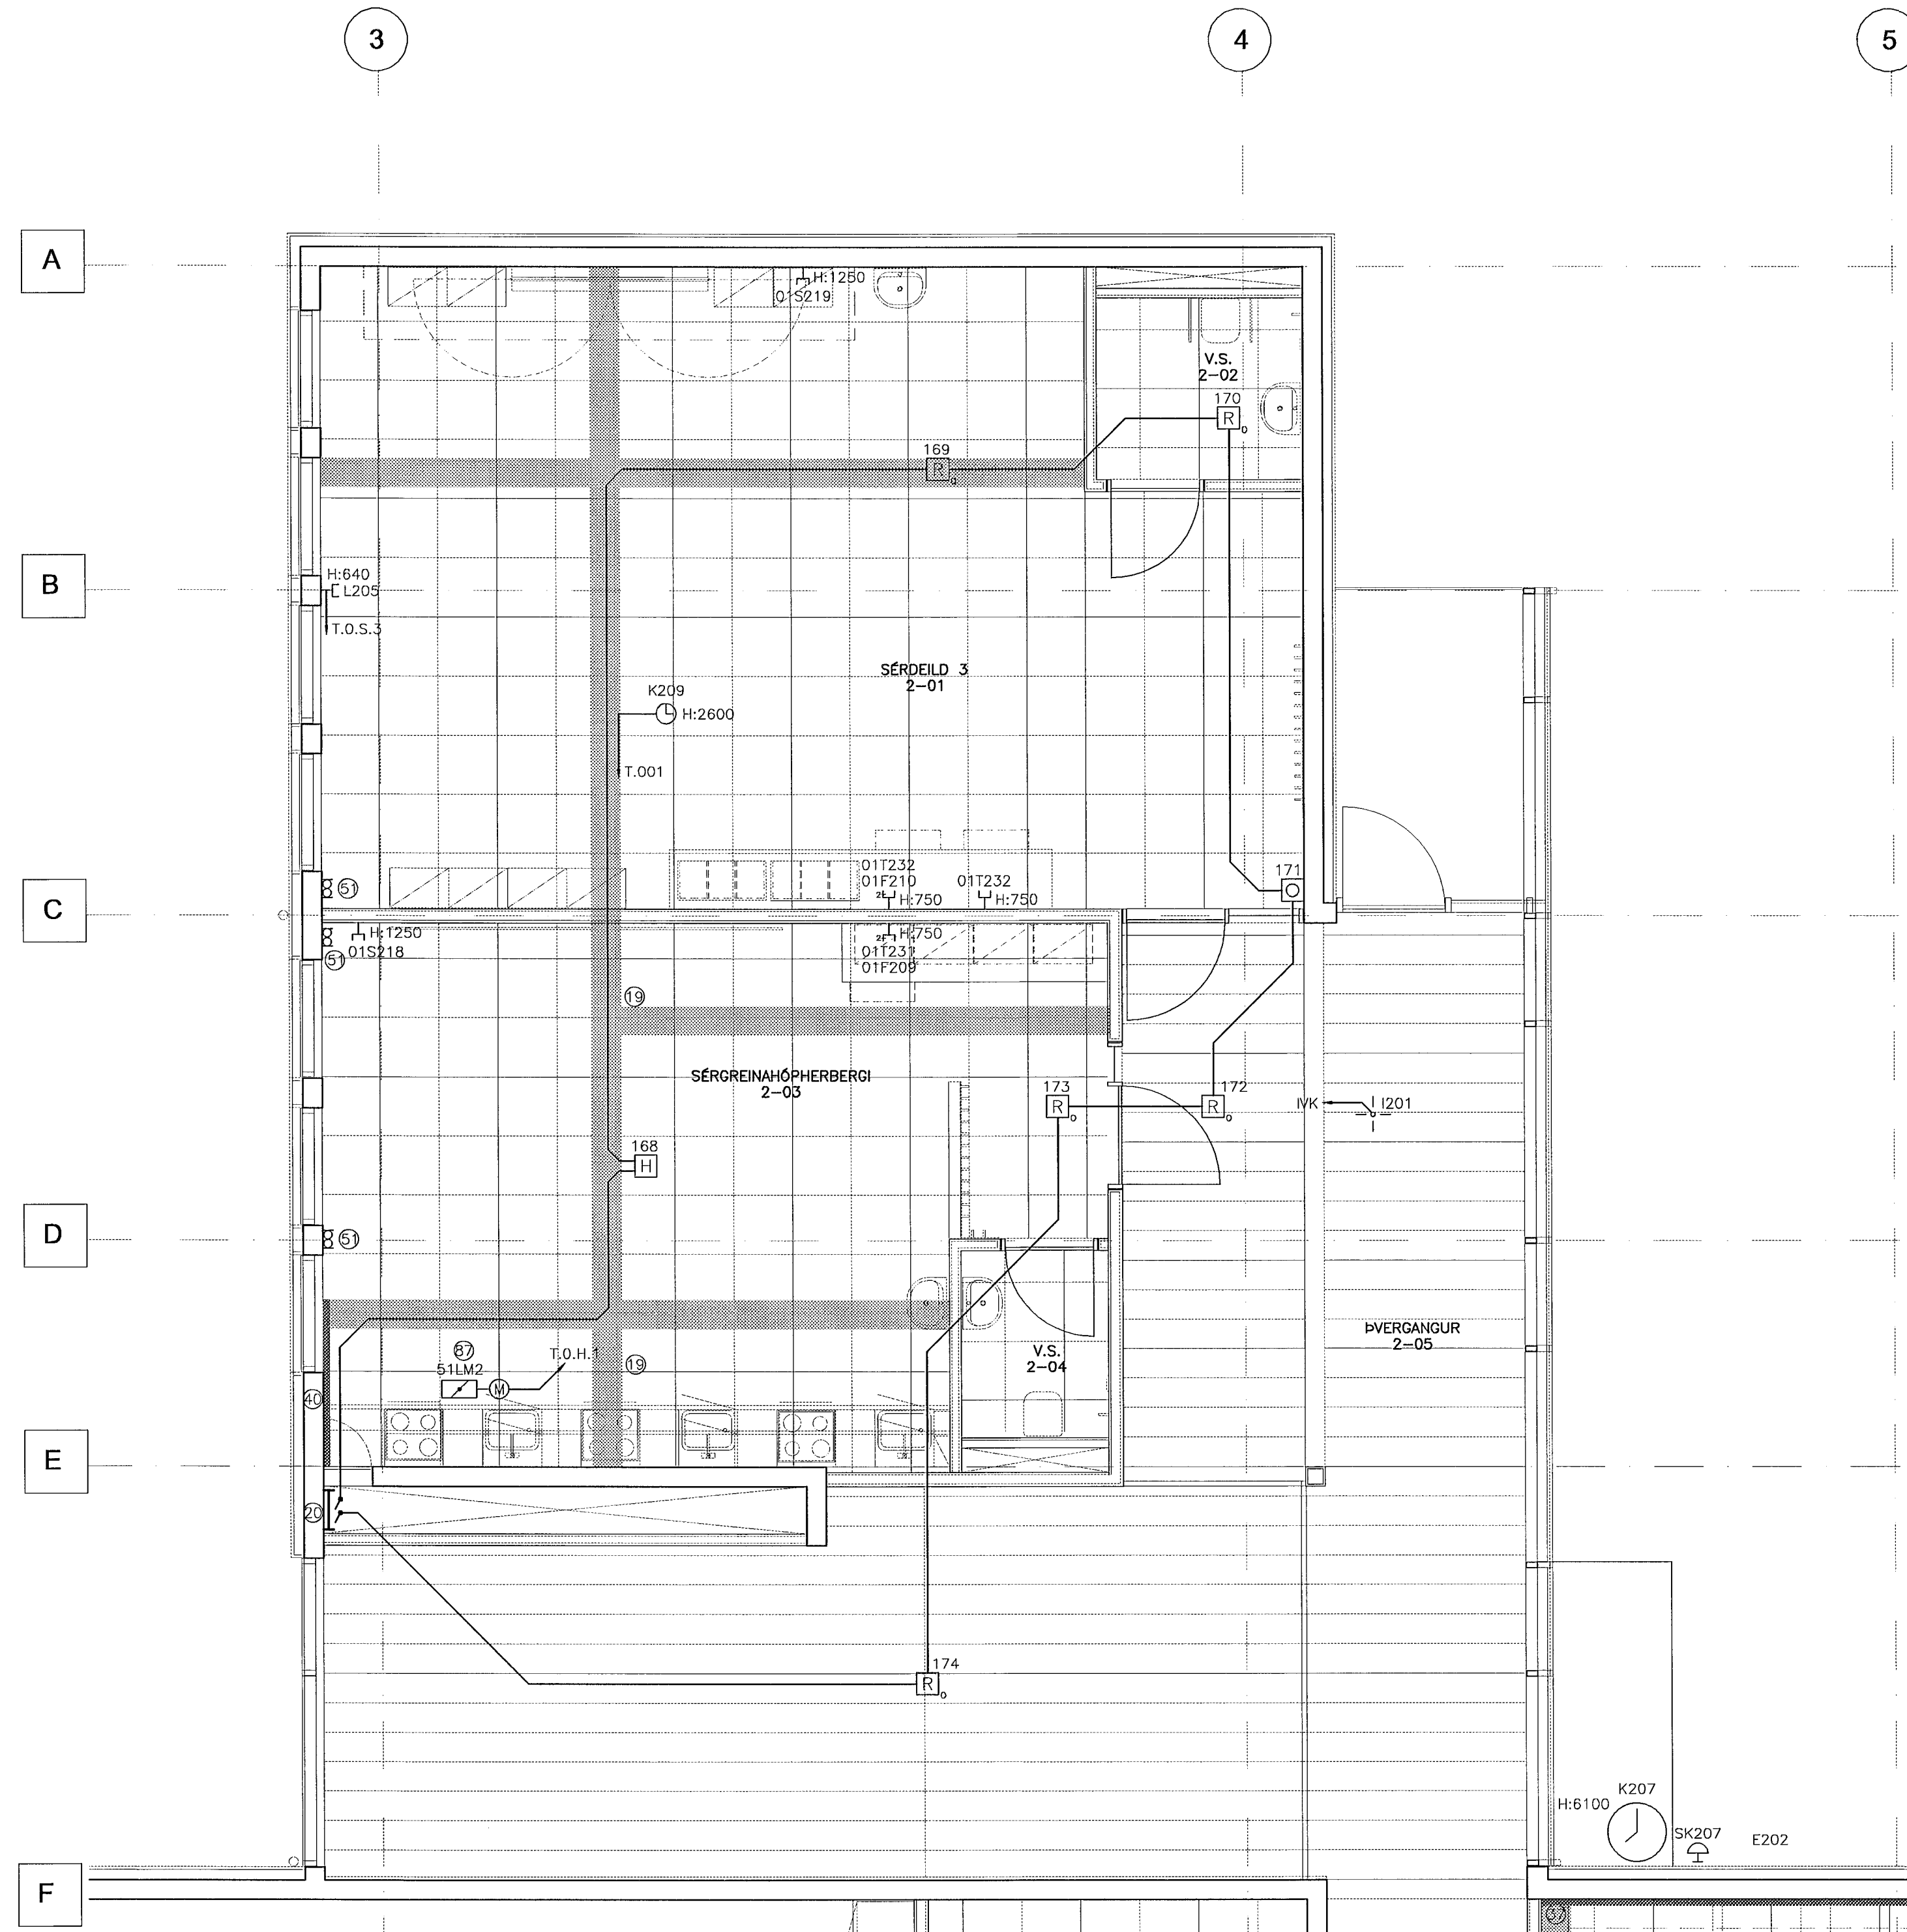 3
4
5
A
H:1250
01S219
V.S.
2-02
170
R
169
R
B
H:640
L205
T.O.S.3
SÉRDEILD 3
2-01
K209
H:2600
T.001
171
01T232
01F210
H:750
01T232
H:750
51
C
H:1250
01S218
51
H:750
01T231
01F209
19
SÉRGREINAHÓPHERBERGI
2-03
173
R
172
R
IVK
I201
168
H
D
51
ÞVERGANGUR
2-05
87
51LM2
M
T.O.H.1
19
V.S.
2-04
40
E
20
174
R
K207
H:6100
SK207
E202
F
37